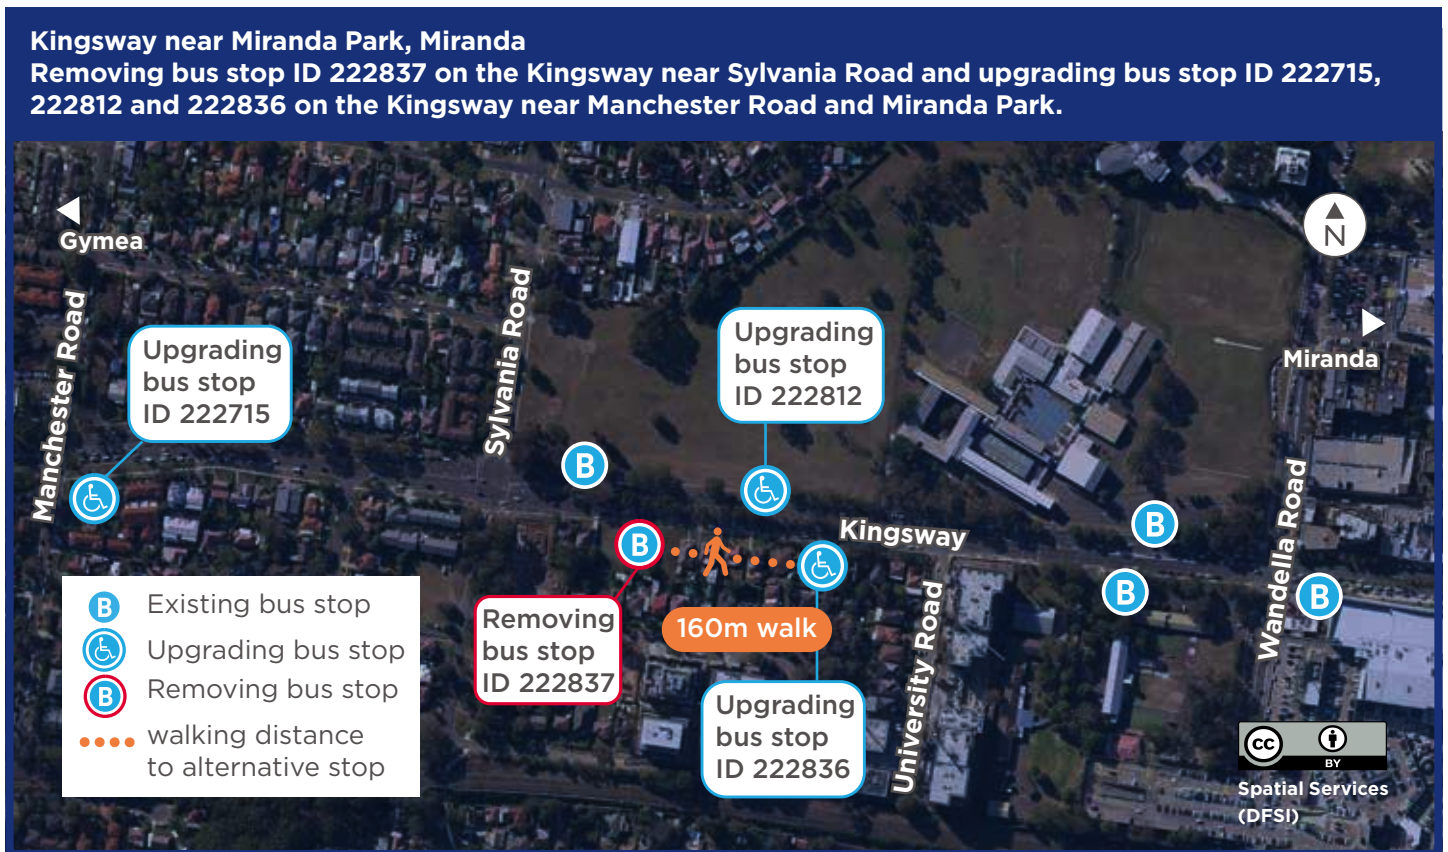 Kingsway near Miranda Park, Miranda
Removing bus stop ID 222837 on the Kingsway near Sylvania Road and upgrading bus stop ID 222715,
222812 and 222836 on the Kingsway near Manchester Road and Miranda Park.
Gymea
N
Miranda
Manchester Road
Sylvania Road
Upgrading
bus stop
ID 222715
Upgrading
bus stop
ID 222812
B
B
Kingsway
B
B
B
Wandella Road
University Road
160m walk
Removing
bus stop
ID 222837
Upgrading
bus stop
ID 222836
B Existing bus stop
Upgrading bus stop
B Removing bus stop
walking distance
to alternative stop
cc
BY
Spatial Services
(DFSI)